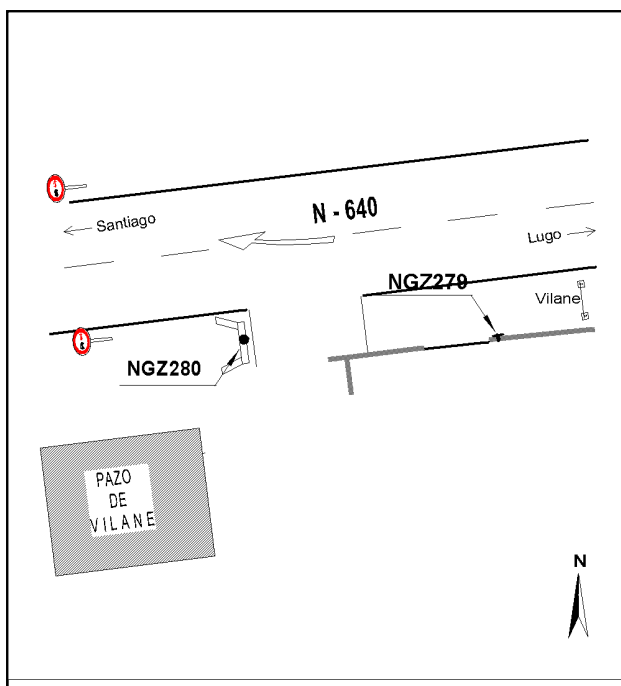 N - 640
Santiago
Lugo
NGZ279
Vilane
NGZ280
PAZO
DE
VILANE
N